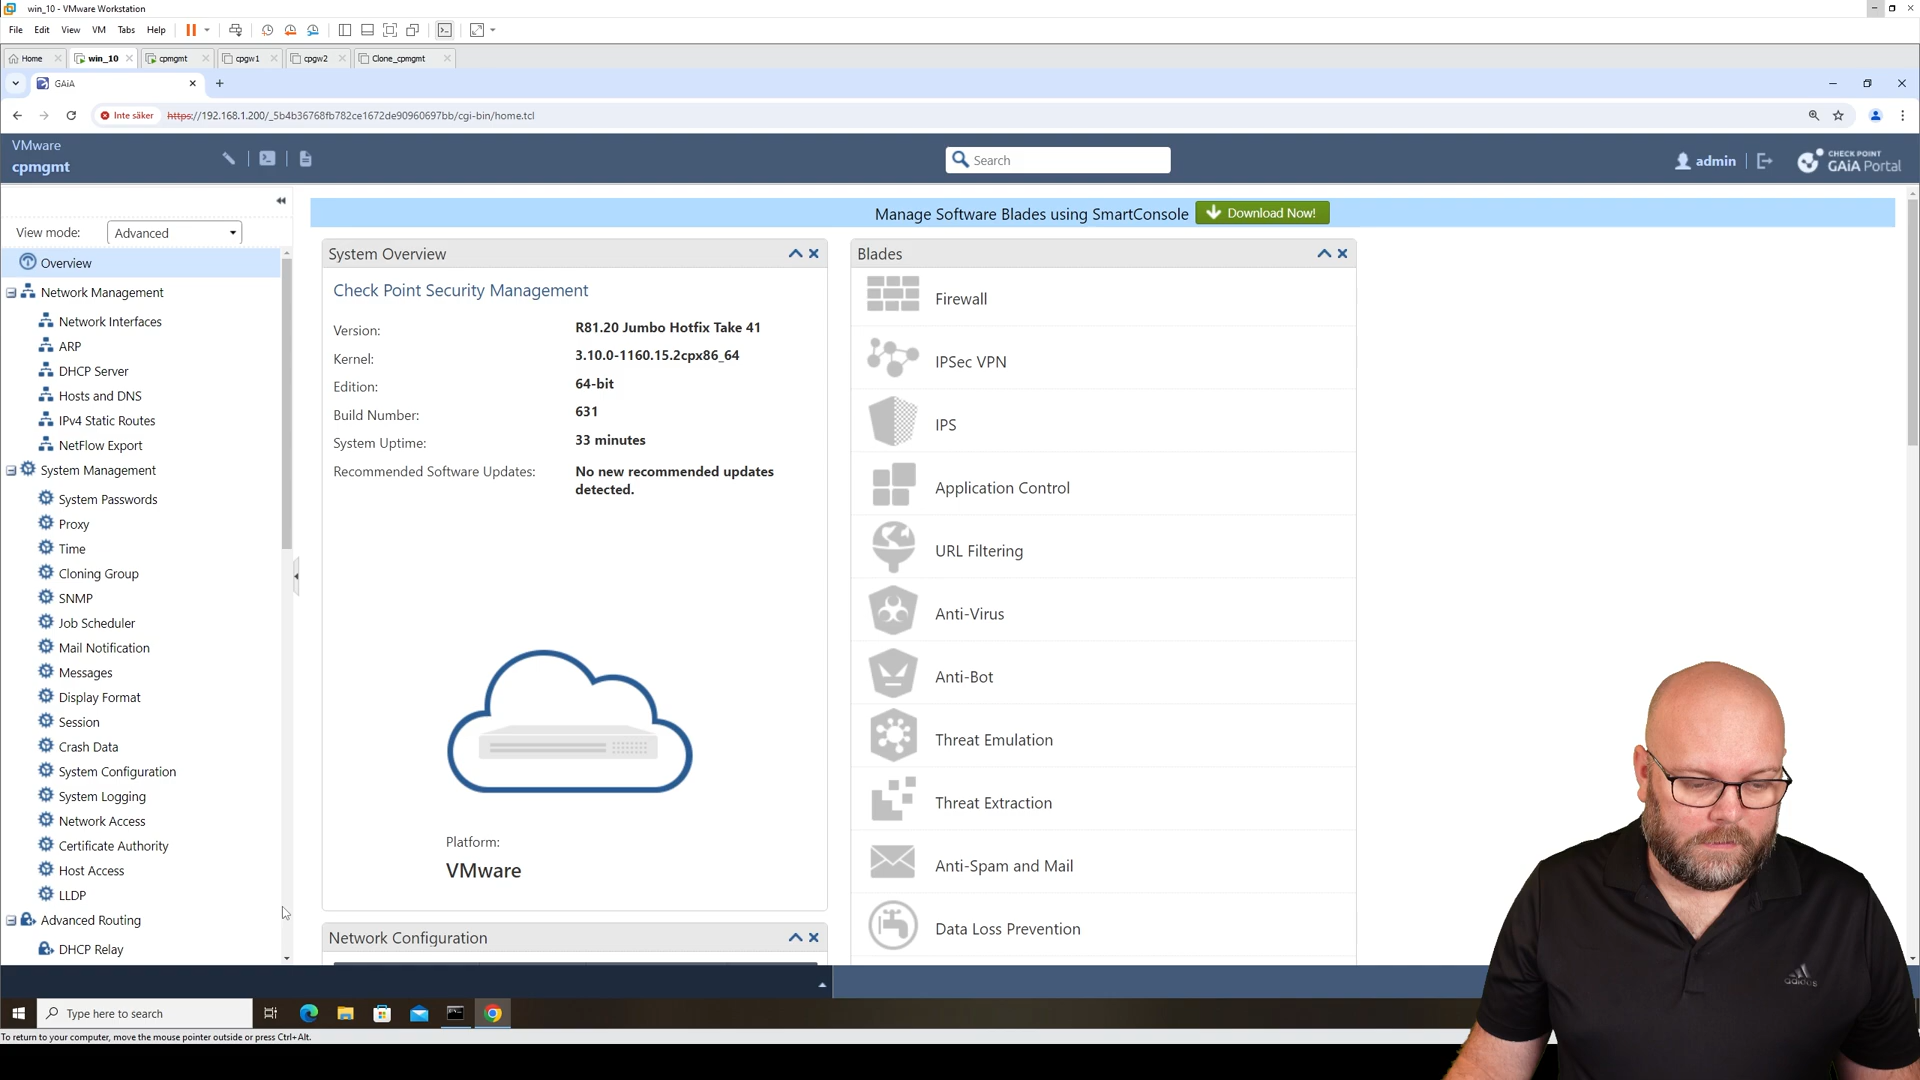 win_10 - VMware Workstation
File Edit View VM Tabs Help
Home win_10 cpmgmt cpgw1 cpgw2 Clone_cpmgmt
GAiA
Inte säker https://192.168.1.200/_5b4b36768fb782ce1672de90960697bb/cgi-bin/home.tcl
VMware
cpmgmt
Search
admin
CHECK POINT
GAiA Portal
Manage Software Blades using SmartConsole Download Now!
View mode: Advanced
Overview
Network Management
Network Interfaces
ARP
DHCP Server
Hosts and DNS
IPv4 Static Routes
NetFlow Export
System Management
System Passwords
Proxy
Time
Cloning Group
SNMP
Job Scheduler
Mail Notification
Messages
Display Format
Session
Crash Data
System Configuration
System Logging
Network Access
Certificate Authority
Host Access
LLDP
Advanced Routing
DHCP Relay
System Overview
Check Point Security Management
Version: R81.20 Jumbo Hotfix Take 41
Kernel: 3.10.0-1160.15.2cpx86_64
Edition: 64-bit
Build Number: 631
System Uptime: 33 minutes
Recommended Software Updates: No new recommended updates
detected.
Platform:
VMware
Network Configuration
Blades
Firewall
IPSec VPN
IPS
Application Control
URL Filtering
Anti-Virus
Anti-Bot
Threat Emulation
Threat Extraction
Anti-Spam and Mail
Data Loss Prevention
adidas
Type here to search
To return to your computer, move the mouse pointer outside or press Ctrl+Alt.